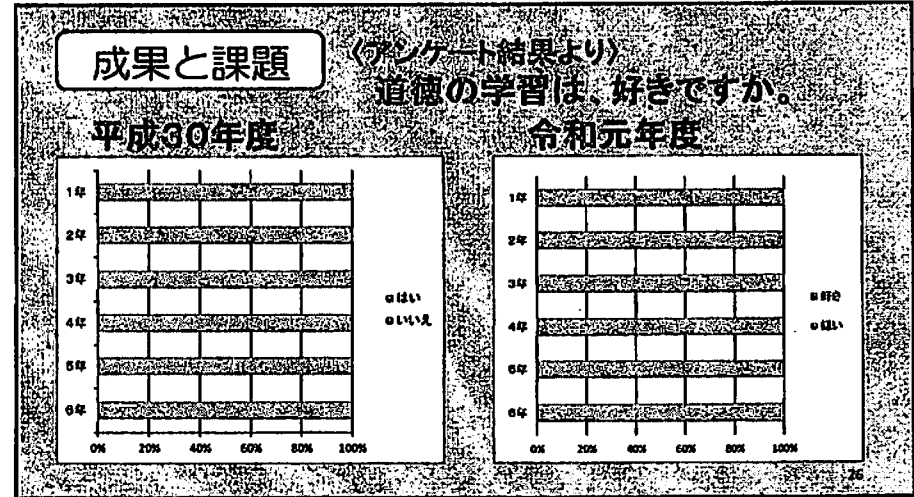 成果と課題
〈アンケート結果より〉
道徳の学習は、好きですか。
平成30年度
令和元年度
1年
2年
3年
4年
5年
6年
0% 20% 40% 60% 80% 100%
はい
いいえ
1年
2年
3年
4年
6年
6年
0% 20% 40% 60% 80% 100%
好き
はい
26